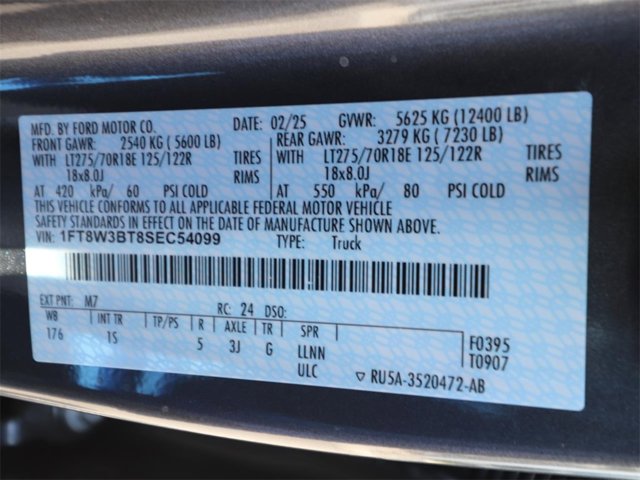 MFD. BY FORD MOTOR CO. DATE: 02/25 GVWR: 5625 KG (12400 LB)
FRONT GAWR: 2540 KG ( 5600 LB) REAR GAWR: 3279 KG ( 7230 LB)
WITH LT275/70R18E 125/122R TIRES WITH LT275/70R18E 125/122R TIRES
18x8.0J RIMS 18x8.0J RIMS
AT 420 kPa/ 60 PSI COLD AT 550 kPa/ 80 PSI COLD
THIS VEHICLE CONFORMS TO ALL APPLICABLE FEDERAL MOTOR VEHICLE
SAFETY STANDARDS IN EFFECT ON THE DATE OF MANUFACTURE SHOWN ABOVE.
VIN: 1FT8W3BT8SEC54099 TYPE: Truck
EXT PNT: M7 RC: 24 DSO:
WB INT TR TP/PS R AXLE TR SPR F0395
176 1S 5 3J G LLNN T0907
ULC ▽ RU5A-3520472-AB